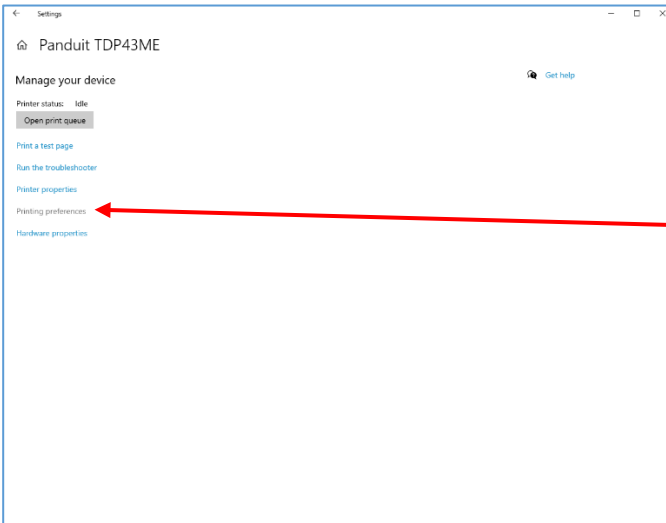 Settings
Panduit TDP43ME
Manage your device
Get help
Printer status: Idle
Open print queue
Print a test page
Run the troubleshooter
Printer properties
Printing preferences
Hardware properties